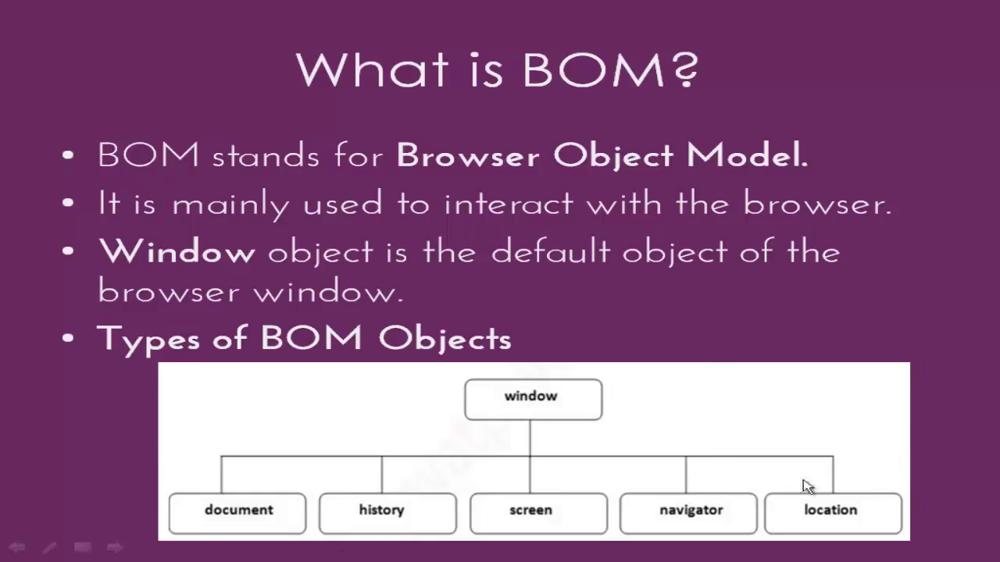 What is BOM?
• BOM stands for Browser Object Model.
• It is mainly used to interact with the browser.
• Window object is the default object of the
browser window.
• Types of BOM Objects
window
document history screen navigator location